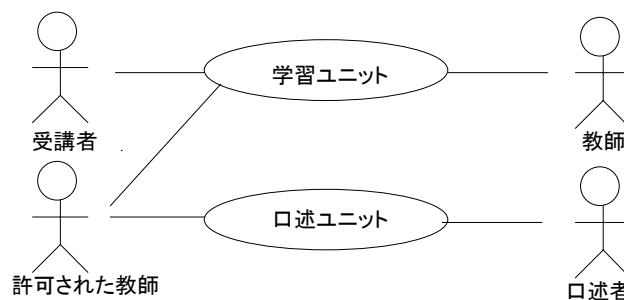 学習ユニット
受講者
教師
口述ユニット
許可された教師
口述者